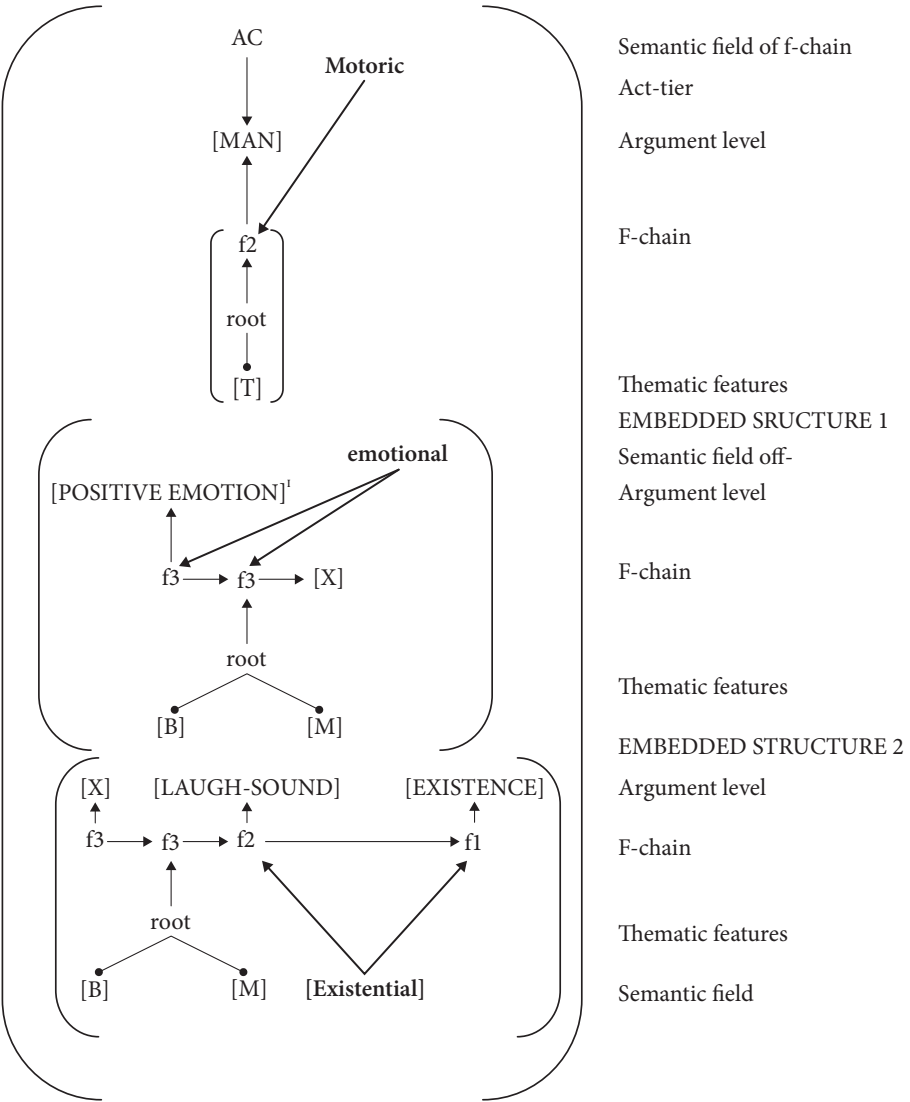 AC
Semantic field of f-chain
Motoric
Act-tier
[MAN]
Argument level
f2
F-chain
root
[T]
Thematic features
EMBEDDED SRUCTURE 1
emotional
Semantic field off-
[POSITIVE EMOTION]ᴵ
Argument level
f3 f3 [X]
F-chain
root
Thematic features
[B] [M]
EMBEDDED STRUCTURE 2
[X] [LAUGH-SOUND] [EXISTENCE]
Argument level
f3 f3 f2 f1
F-chain
root
Thematic features
[B] [M] [Existential]
Semantic field